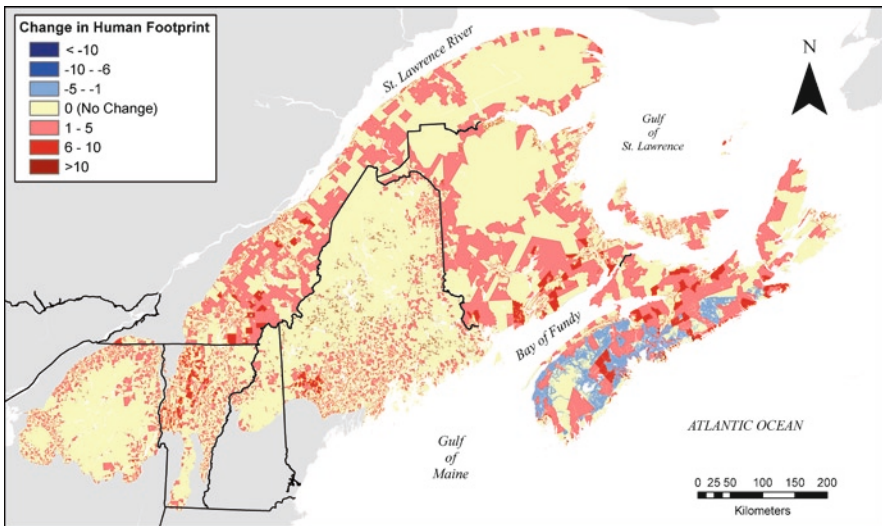 Change in Human Footprint
< -10
-10 - -6
-5 - -1
0 (No Change)
1 - 5
6 - 10
>10
St. Lawrence River
N
Gulf
of
St. Lawrence
Bay of Fundy
Gulf
of
Maine
ATLANTIC OCEAN
0 25 50 100 150 200
Kilometers